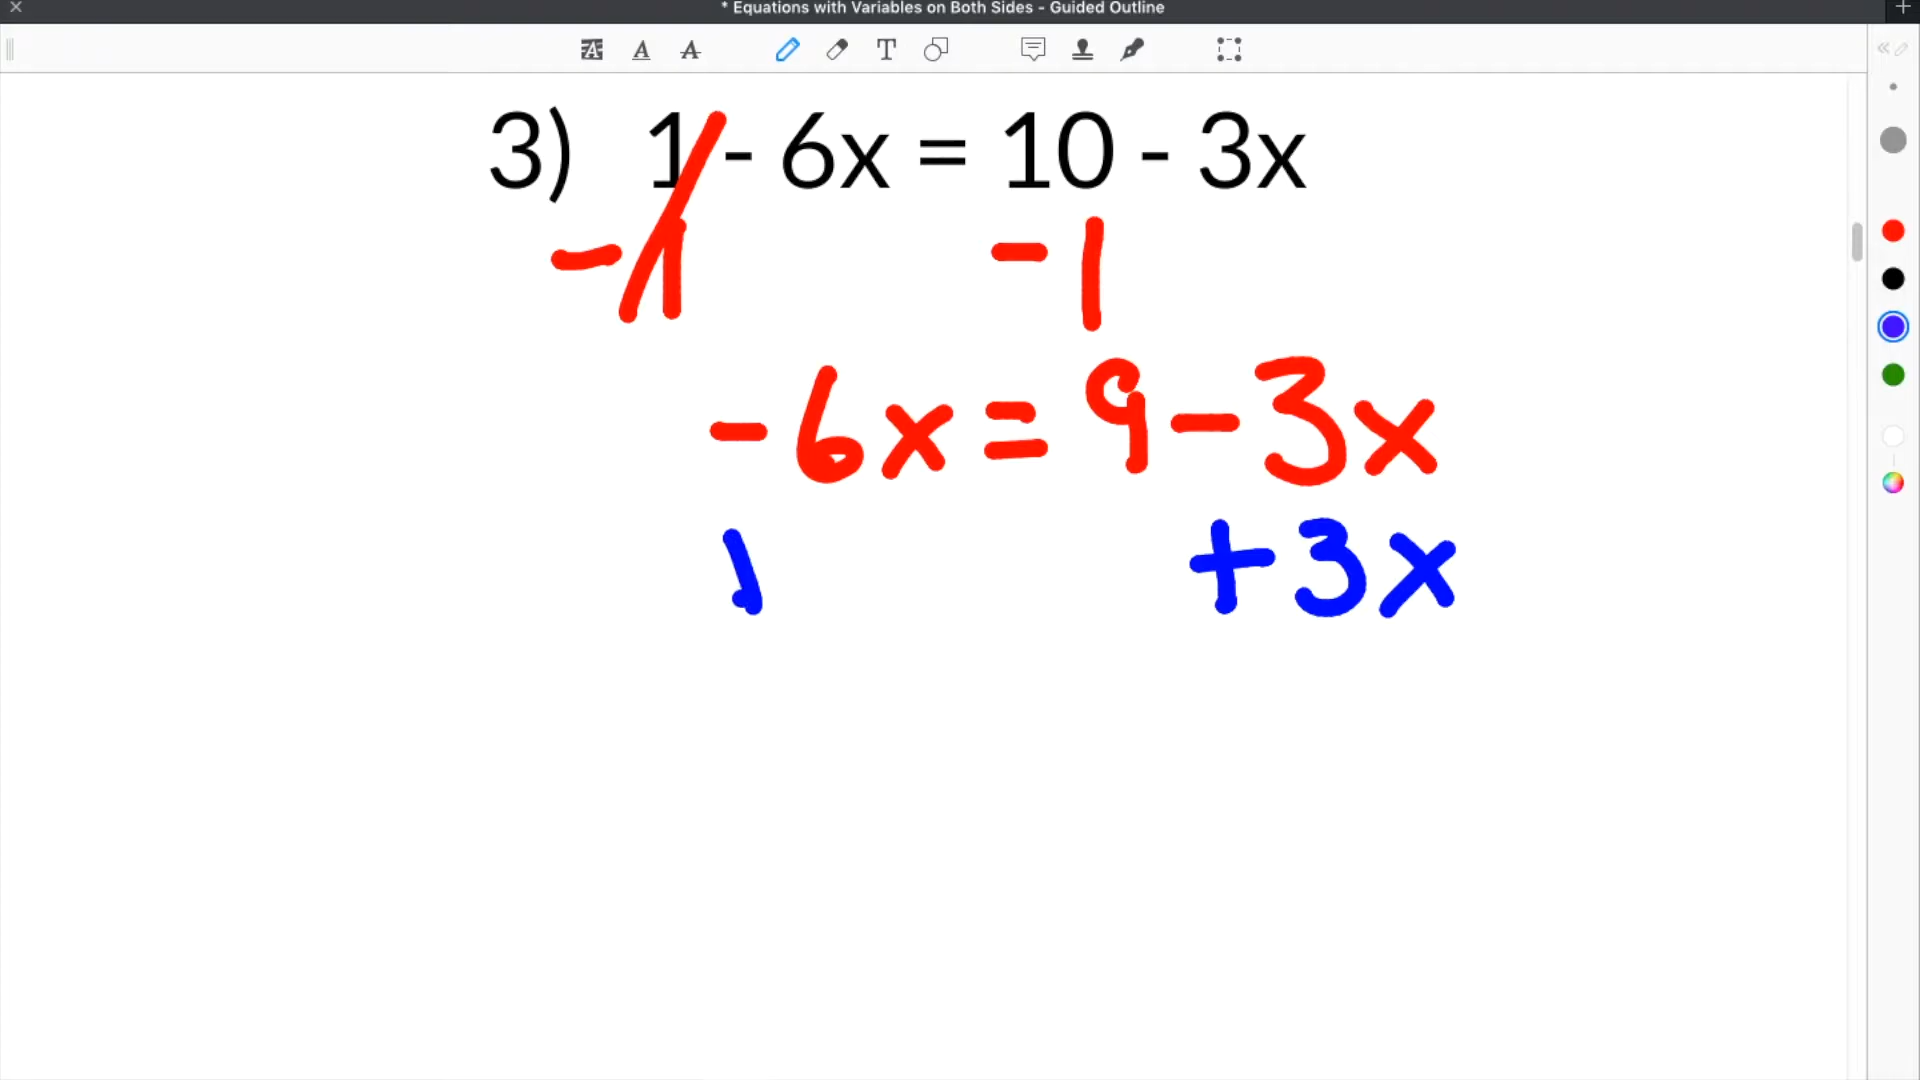 * Equations with Variables on Both Sides - Guided Outline
3) 1 - 6x = 10 - 3x
-1 -1
-6x = 9 - 3x
+3x